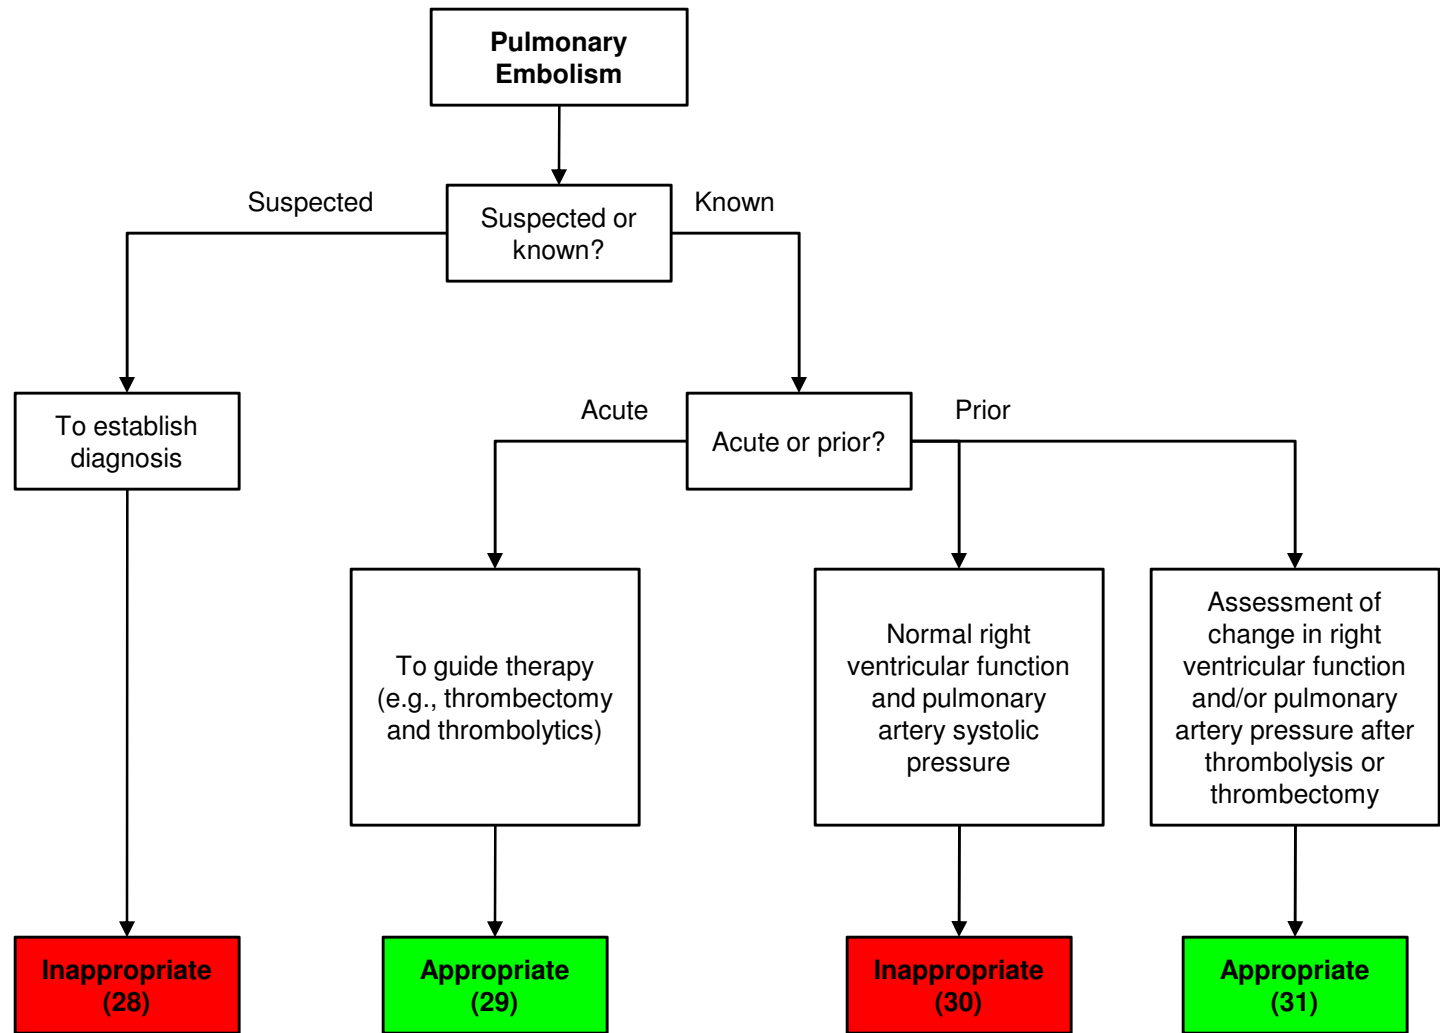 Pulmonary
Embolism
Suspected
Known
Suspected or
known?
To establish
diagnosis
Acute
Prior
Acute or prior?
To guide therapy
(e.g., thrombectomy
and thrombolytics)
Normal right
ventricular function
and pulmonary
artery systolic
pressure
Assessment of
change in right
ventricular function
and/or pulmonary
artery pressure after
thrombolysis or
thrombectomy
Inappropriate
(28)
Appropriate
(29)
Inappropriate
(30)
Appropriate
(31)